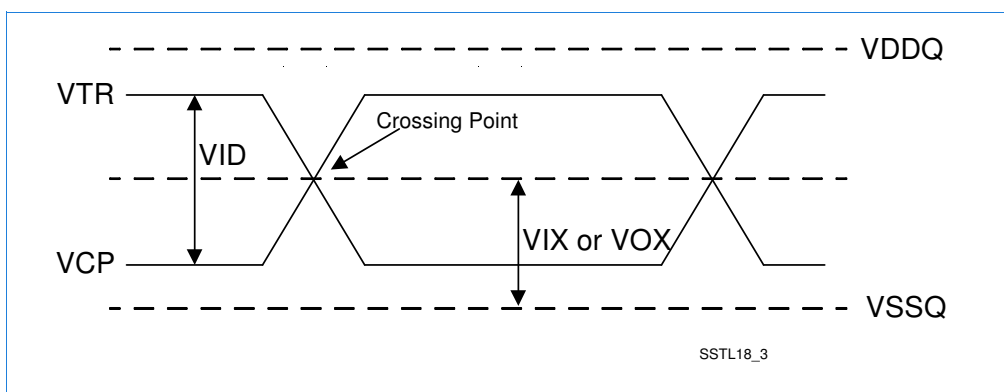 VDDQ
VTR
Crossing Point
VID
VIX or VOX
VCP
VSSQ
SSTL18_3